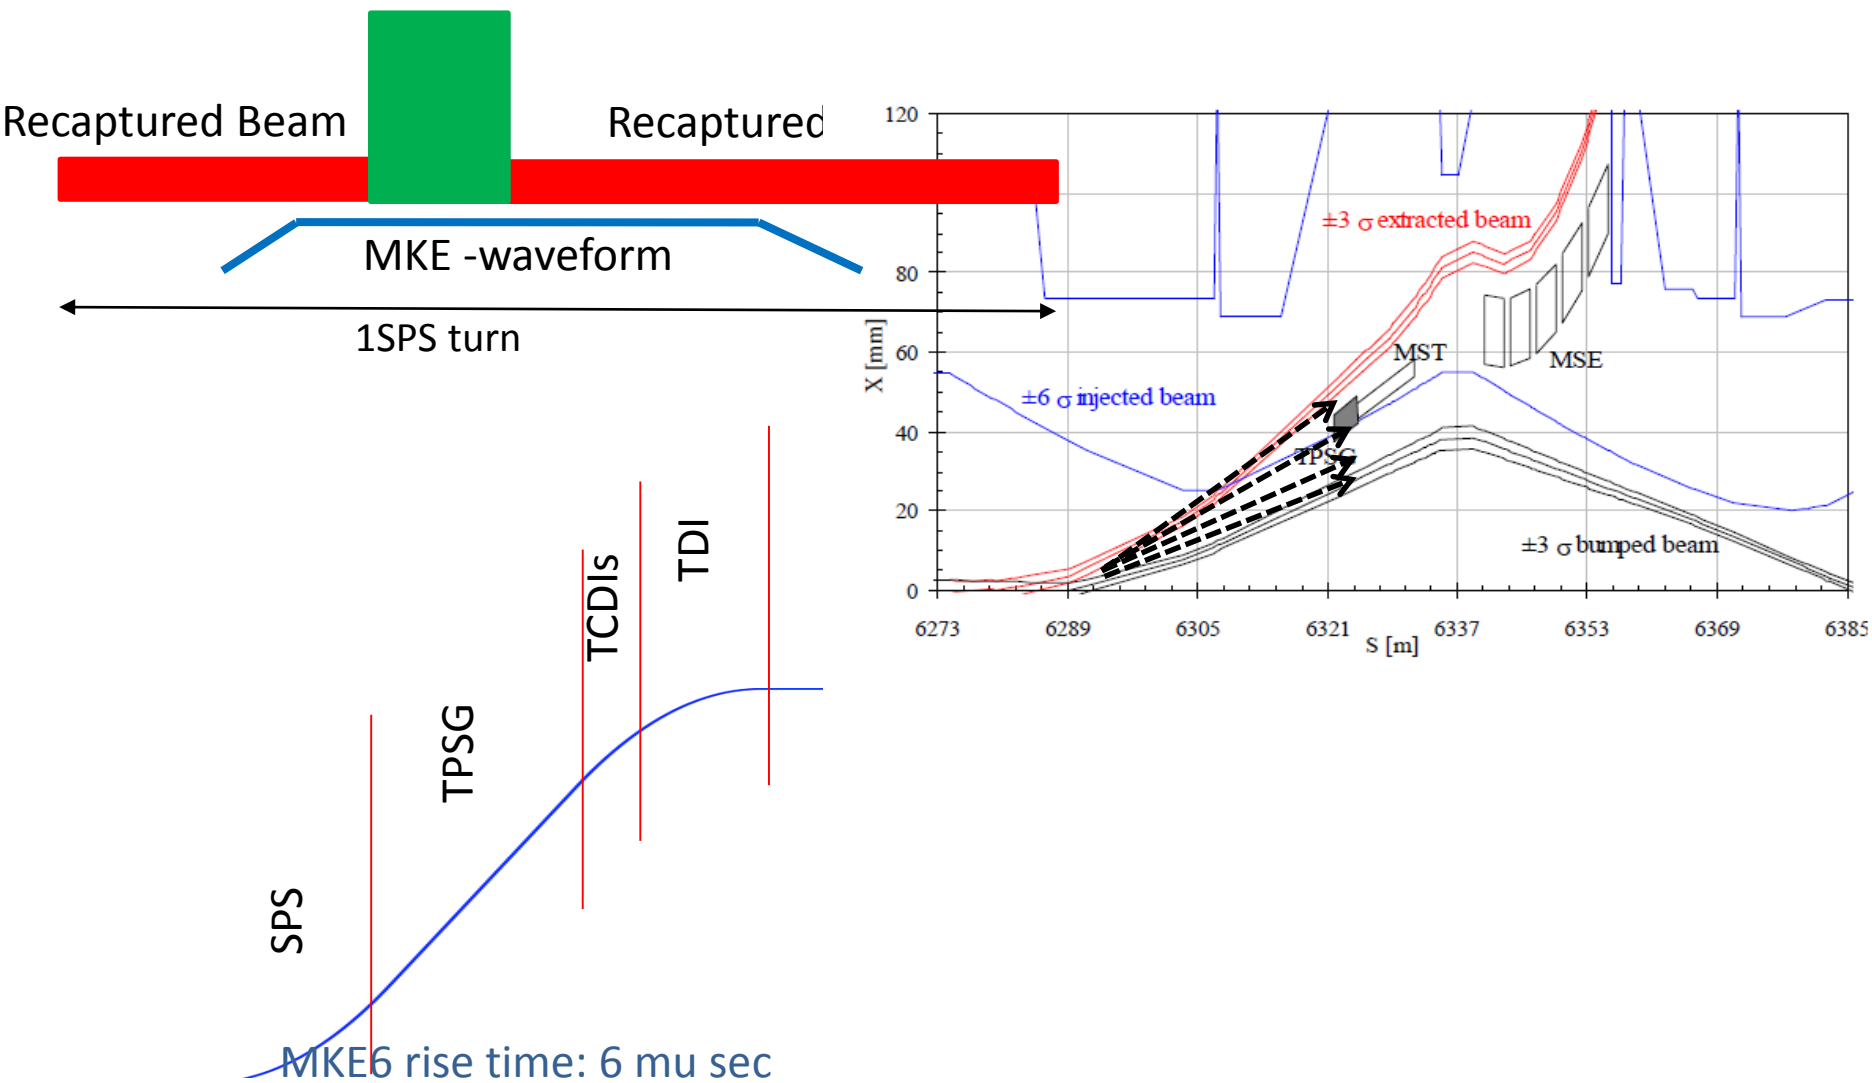 Recaptured Beam
Recaptured
MKE -waveform
1SPS turn
120
80
60
40
20
0
X [mm]
±3 σ extracted beam
MST
MSE
±6 σ injected beam
TPSG
±3 σ bumped beam
6273 6289 6305 6321 6337 6353 6369 6385
S [m]
SPS
TPSG
TCDIs
TDI
MKE6 rise time: 6 mu sec